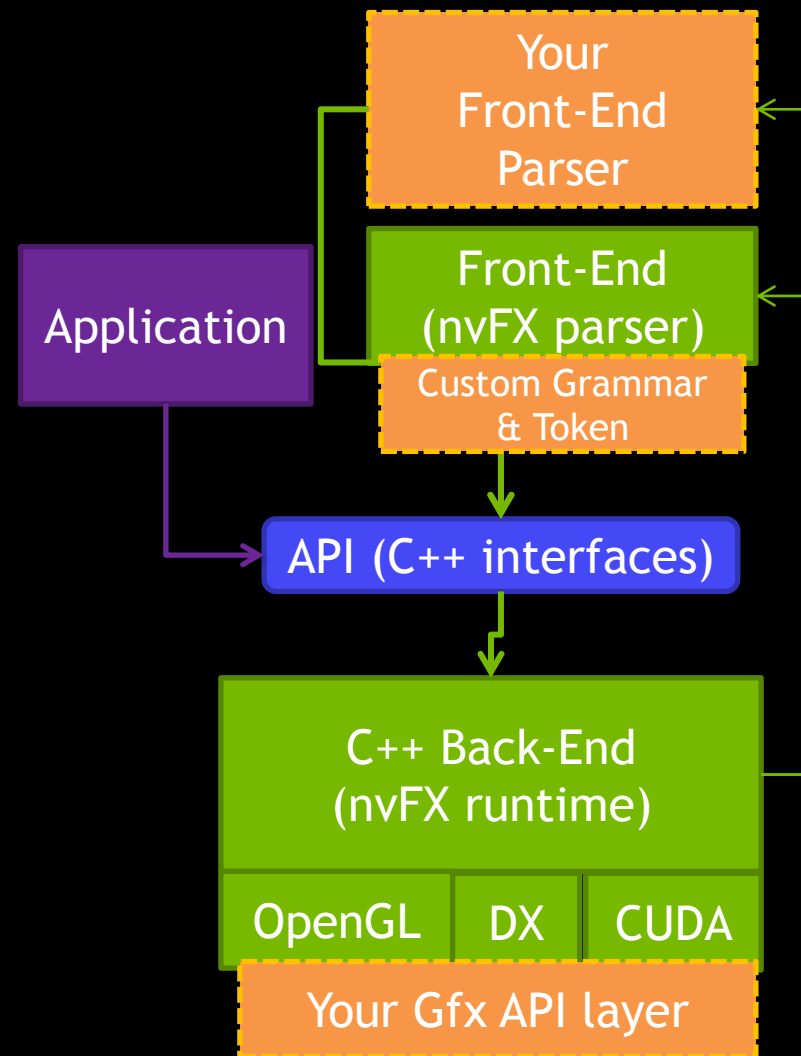 Your
Front-End
Parser
Front-End
(nvFX parser)
Application
Custom Grammar
& Token
API (C++ interfaces)
C++ Back-End
(nvFX runtime)
OpenGL
DX
CUDA
Your Gfx API layer